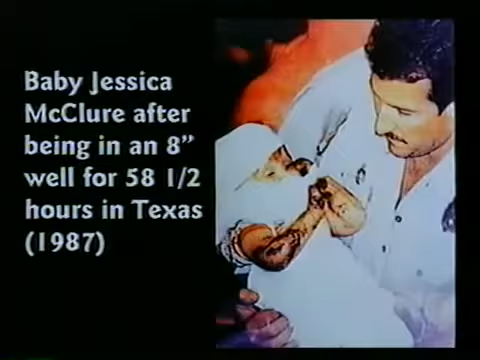 Baby Jessica
McClure after
being in an 8”
well for 58 1/2
hours in Texas
(1987)